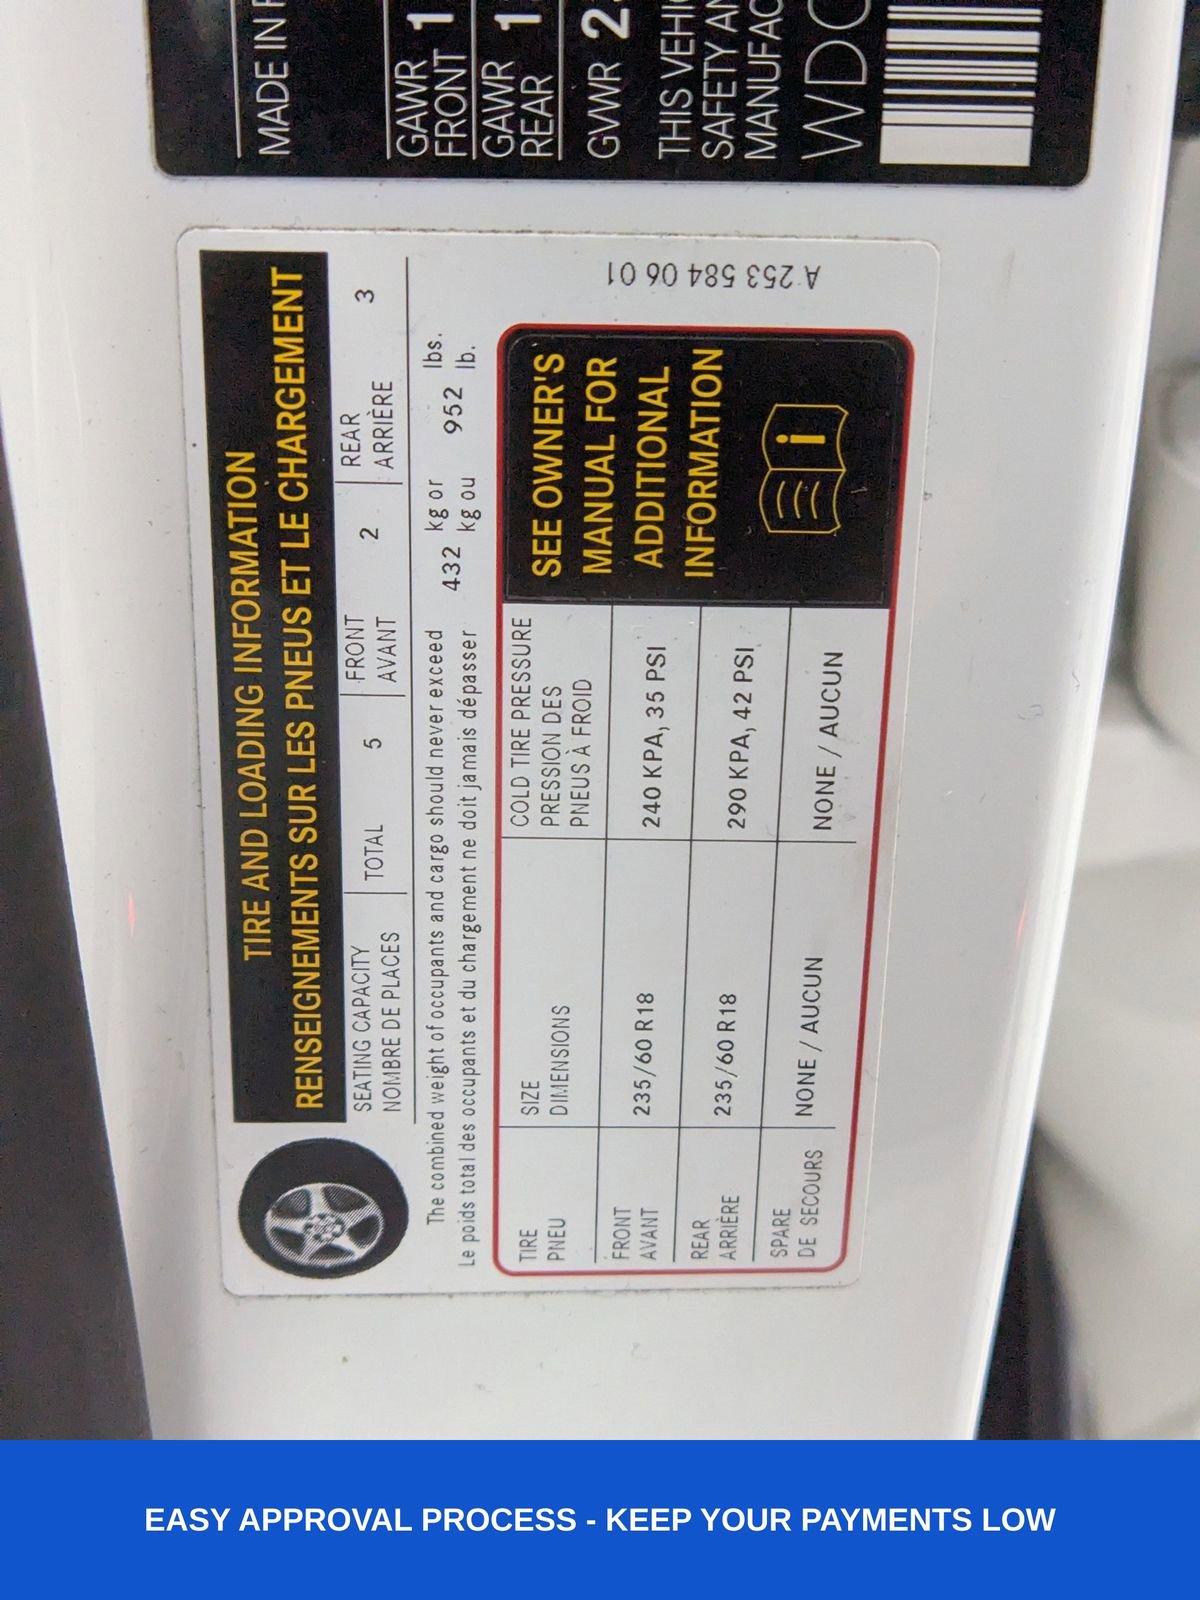 MADE IN
GAWR
FRONT 1
GAWR
REAR 1
GVWR 2
THIS
SAFETY
WDC
TIRE AND LOADING INFORMATION
RENSEIGNEMENTS SUR LES PNEUS ET LE CHARGEMENT
SEATING CAPACITY
NOMBRE DE PLACES
TOTAL 5
FRONT
AVANT
2
REAR
ARRIÈRE
3
The combined weight of occupants and cargo should never exceed 432 kg or 952 lbs.
Le poids total des occupants et du chargement ne doit jamais dépasser kg ou lb.
TIRE
PNEU
SIZE
DIMENSIONS
COLD TIRE PRESSURE
PRESSION DES
PNEUS À FROID
FRONT
AVANT
235/60 R18
240 KPA, 35 PSI
REAR
ARRIÈRE
235/60 R18
290 KPA, 42 PSI
SPARE
DE SECOURS
NONE / AUCUN
NONE / AUCUN
SEE OWNER'S
MANUAL FOR
ADDITIONAL
INFORMATION
A 253 584 06 01
EASY APPROVAL PROCESS - KEEP YOUR PAYMENTS LOW